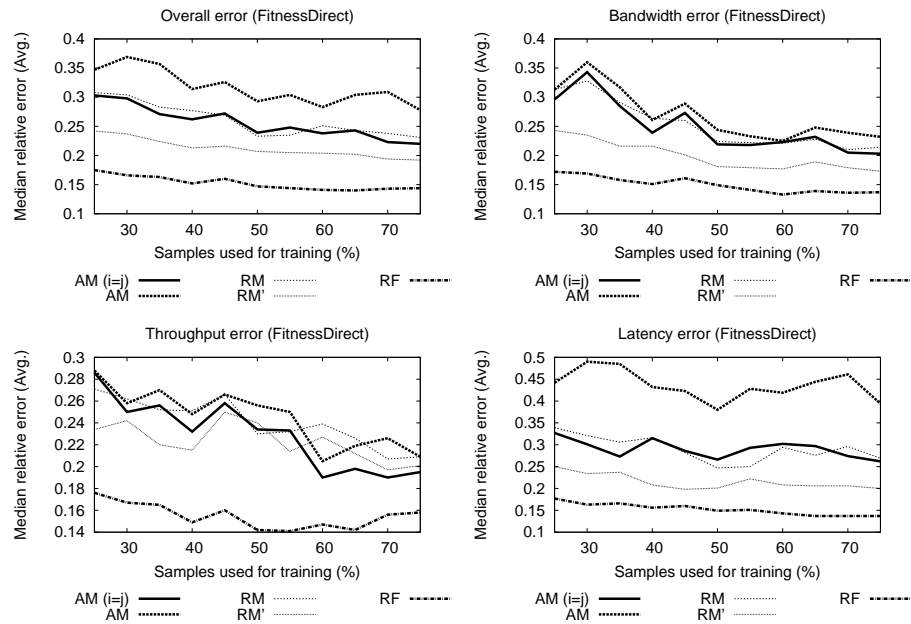 Overall error (FitnessDirect)
Median relative error (Avg.)
0.4
0.35
0.3
0.25
0.2
0.15
0.1
30 40 50 60 70
Samples used for training (%)
AM (i=j) RM RF
AM RM'
Bandwidth error (FitnessDirect)
Median relative error (Avg.)
0.4
0.35
0.3
0.25
0.2
0.15
0.1
30 40 50 60 70
Samples used for training (%)
AM (i=j) RM RF
AM RM'
Throughput error (FitnessDirect)
Median relative error (Avg.)
0.3
0.28
0.26
0.24
0.22
0.2
0.18
0.16
0.14
30 40 50 60 70
Samples used for training (%)
AM (i=j) RM RF
AM RM'
Latency error (FitnessDirect)
Median relative error (Avg.)
0.5
0.45
0.4
0.35
0.3
0.25
0.2
0.15
0.1
30 40 50 60 70
Samples used for training (%)
AM (i=j) RM RF
AM RM'